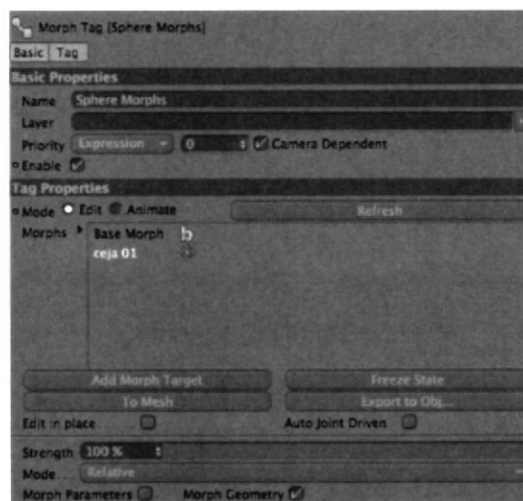 Morph Tag [Sphere Morphs]
Basic Tag
Basic Properties
Name Sphere Morphs
Layer
Priority Expression 0 Camera Dependent
Enable
Tag Properties
Mode Edit Animate Refresh
Morphs Base Morph b
ceja 01
Add Morph Target Freeze State
To Mesh Export to Obj...
Edit in place Auto Joint Driven
Strength 100 %
Mode . . . Relative
Morph Parameters Morph Geometry